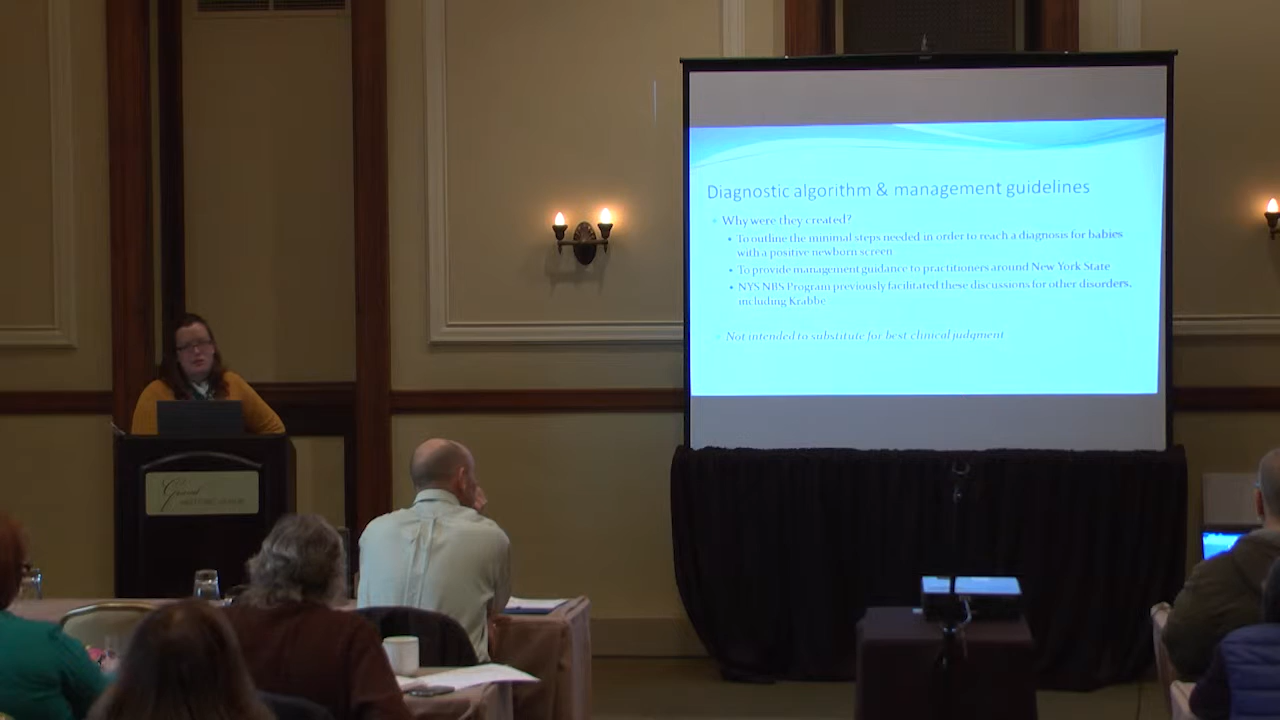 Diagnostic algorithm & management guidelines
Why were they created?
To outline the minimal steps needed in order to reach a diagnosis for babies
with a positive newborn screen
To provide management guidance to practitioners around New York State
NYS NBS Program previously facilitated these discussions for other disorders,
including Krabbe
Not intended to substitute for best clinical judgment